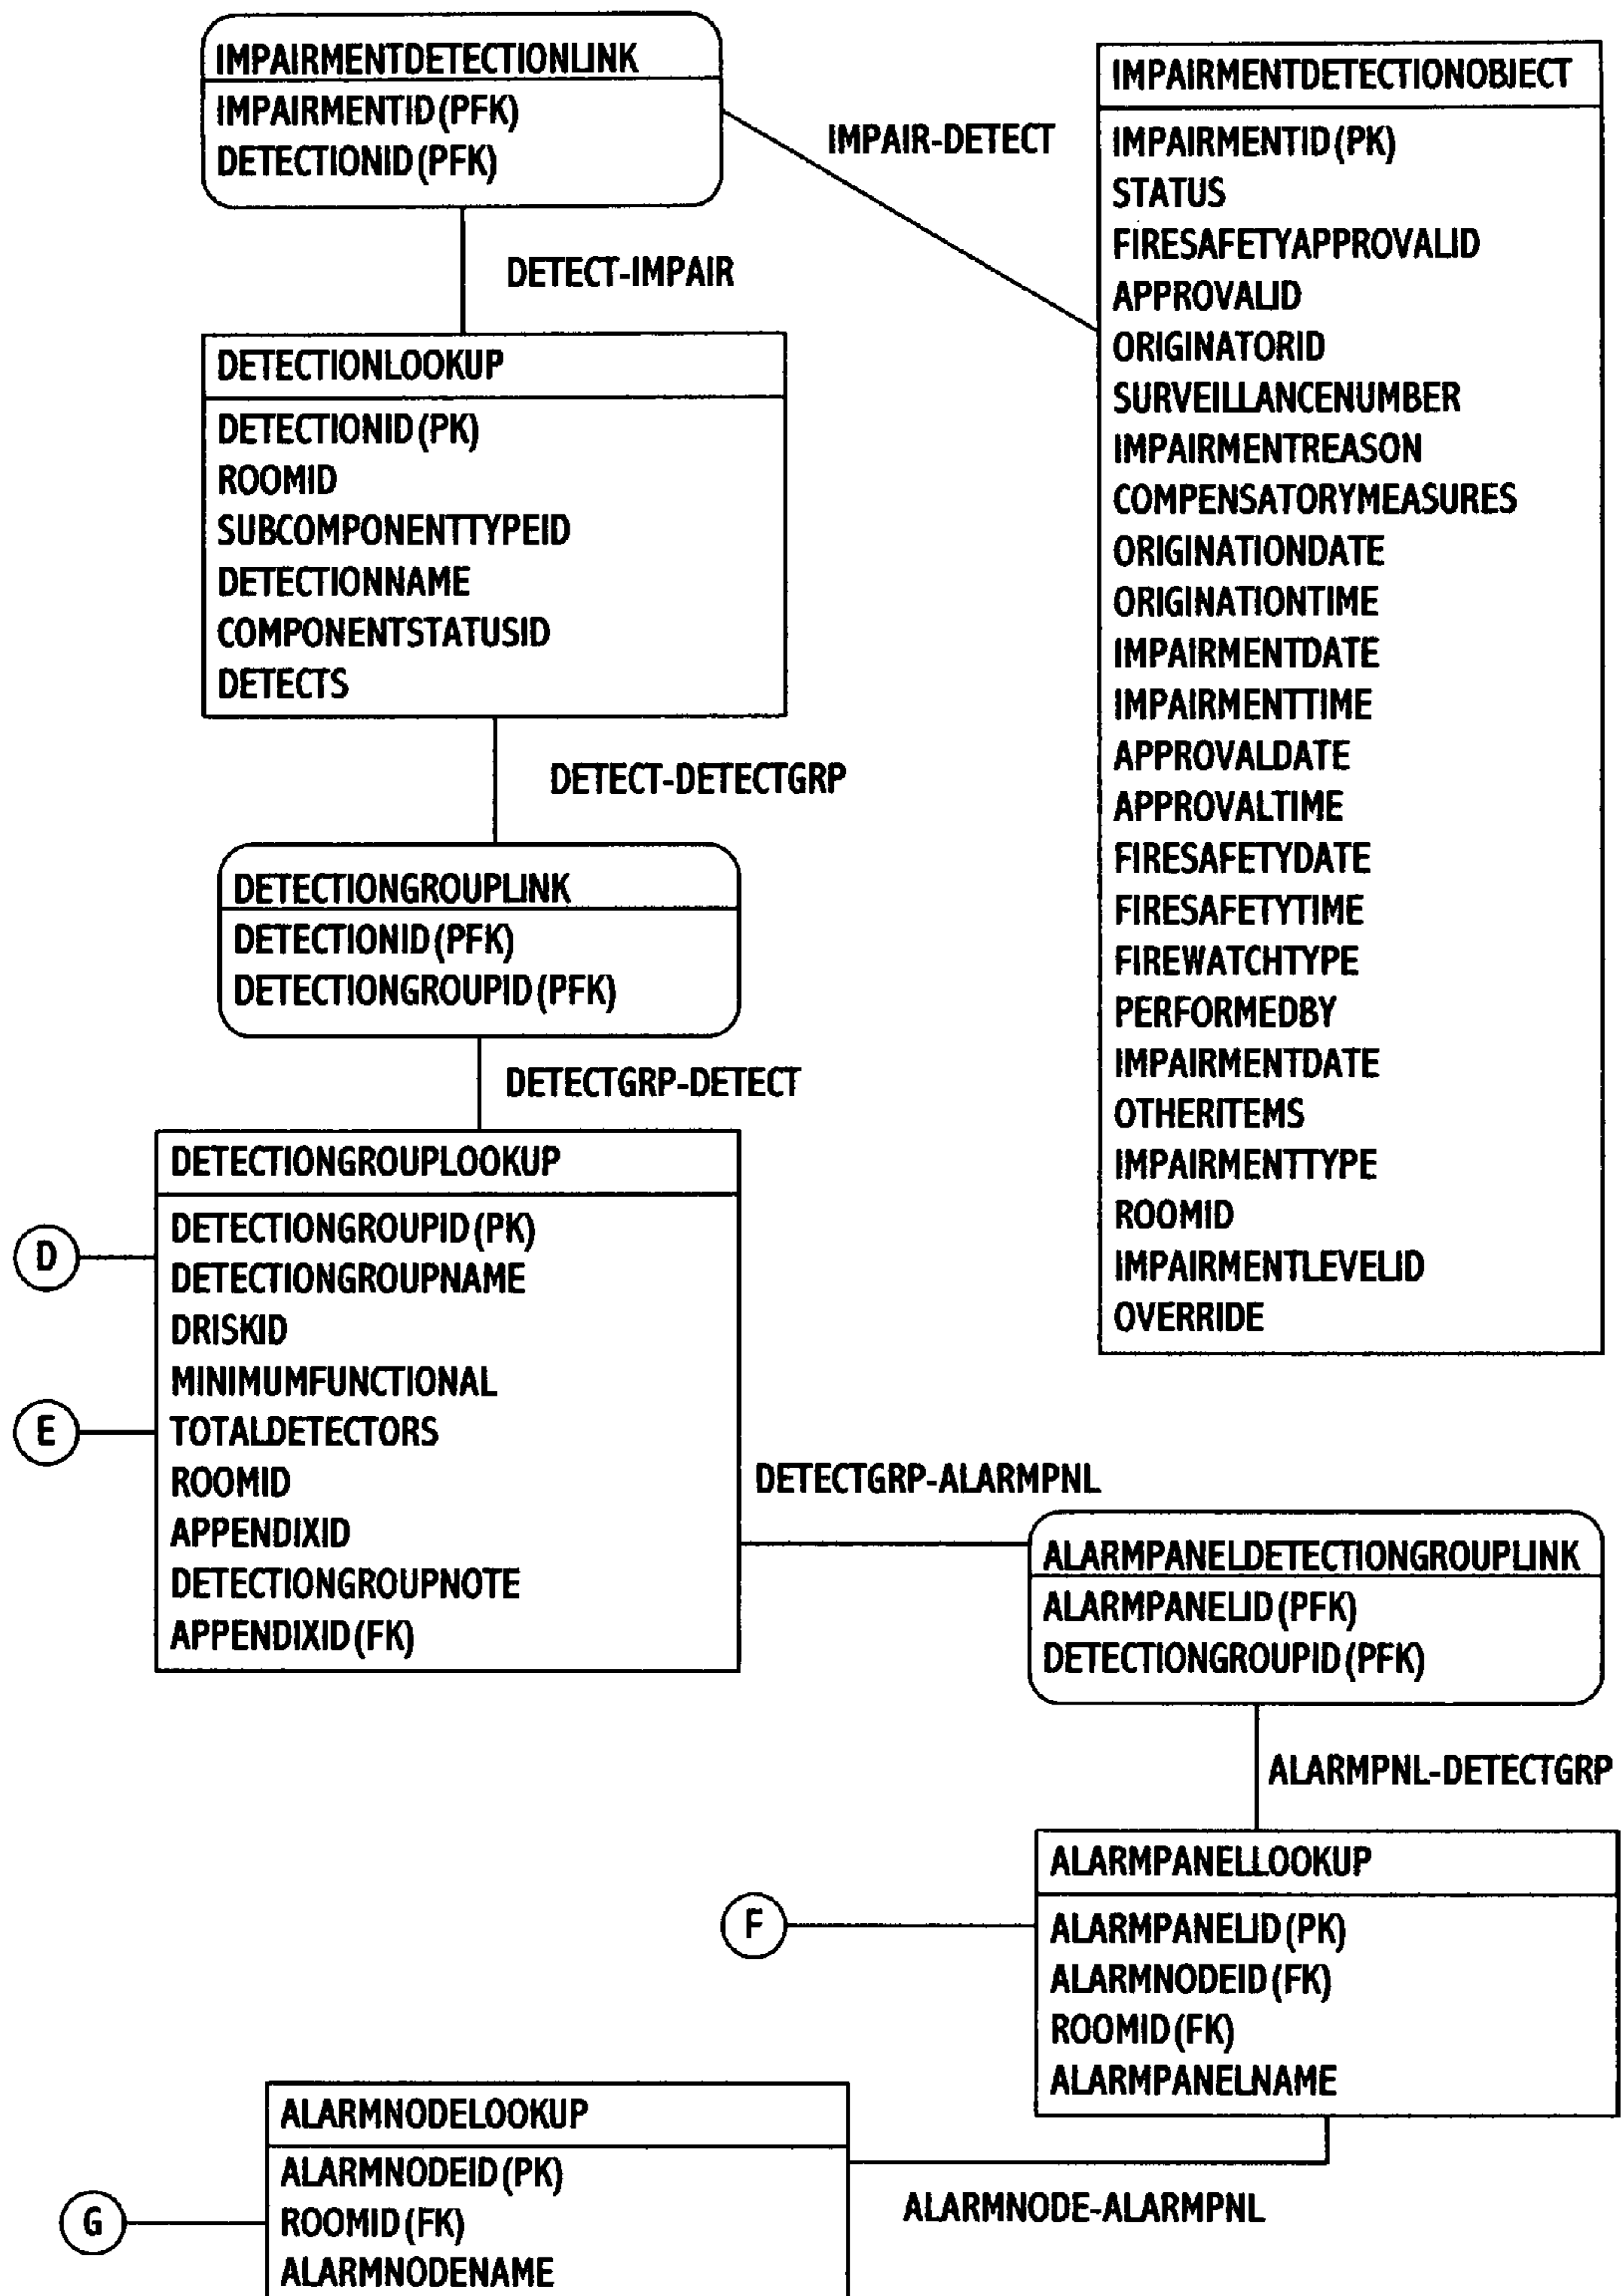 IMPAIRMENTDETECTIONLINK
IMPAIRMENTID(PFK)
DETECTIONID(PFK)
IMPAIR-DETECT
IMPAIRMENTDETECTIONOBJECT
IMPAIRMENTID(PK)
STATUS
FIRESAFETYAPPROVALID
APPROVALID
ORIGINATORID
SURVEILLANCENUMBER
IMPAIRMENTREASON
COMPENSATORYMEASURES
ORIGINATIONDATE
ORIGINATIONTIME
IMPAIRMENTDATE
IMPAIRMENTTIME
APPROVALDATE
APPROVALTIME
FIRESAFETYDATE
FIRESAFETYTIME
FIREWATCHTYPE
PERFORMEDBY
IMPAIRMENTDATE
OTHERITEMS
IMPAIRMENTTYPE
ROOMID
IMPAIRMENTLEVELID
OVERRIDE
DETECT-IMPAIR
DETECTIONLOOKUP
DETECTIONID(PK)
ROOMID
SUBCOMPONENTTYPEID
DETECTIONNAME
COMPONENTSTATUSID
DETECTS
DETECT-DETECTGRP
DETECTIONGROUPLINK
DETECTIONID(PFK)
DETECTIONGROUPID(PFK)
DETECTGRP-DETECT
DETECTIONGROUPLOOKUP
DETECTIONGROUPID(PK)
DETECTIONGROUPNAME
DRISKID
MINIMUMFUNCTIONAL
TOTALDETECTORS
ROOMID
APPENDIXID
DETECTIONGROUPNOTE
APPENDIXID(FK)
D
E
DETECTGRP-ALARMPNL
ALARMPANELDETECTIONGROUPLINK
ALARMPANELID(PFK)
DETECTIONGROUPID(PFK)
ALARMPNL-DETECTGRP
ALARMPANELLOOKUP
ALARMPANELID(PK)
ALARMNODEID(FK)
ROOMID(FK)
ALARMPANELNAME
F
ALARMNODELOOKUP
ALARMNODEID(PK)
ROOMID(FK)
ALARMNODENAME
G
ALARMNODE-ALARMPNL